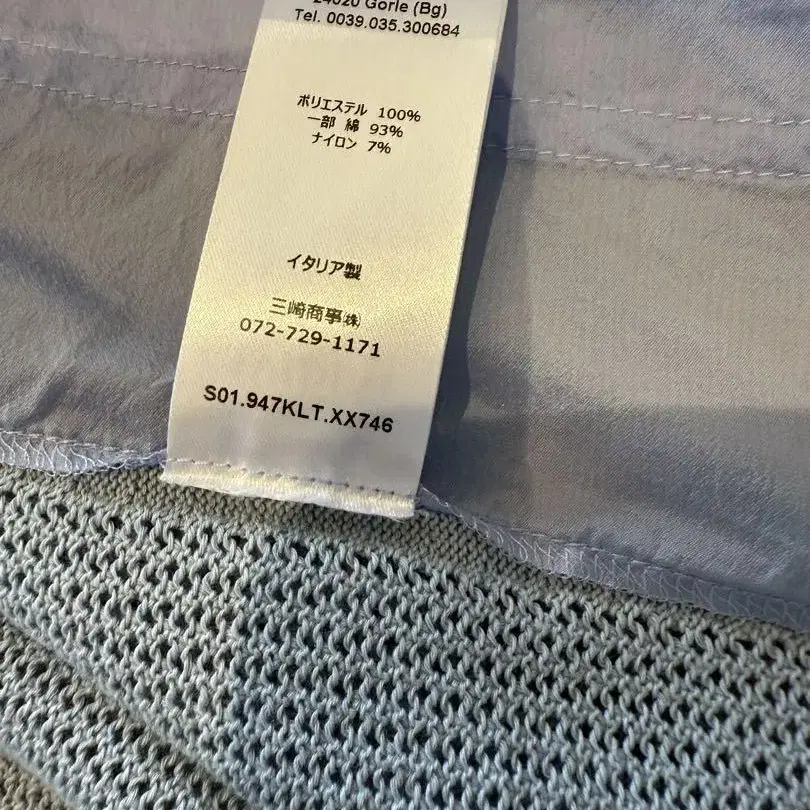 24020 Gorle (Bg)
Tel. 0039.035.300684
ポリエステル 100%
一部 綿 93%
ナイロン 7%
イタリア製
三崎商事㈱
072-729-1171
S01.947KLT.XX746